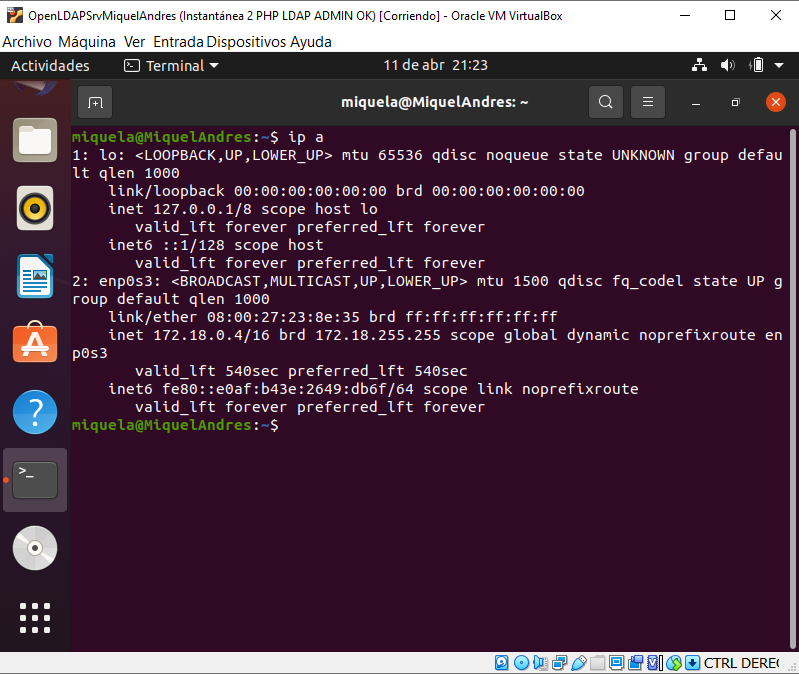 OpenLDAPSrvMiquelAndres (Instantánea 2 PHP LDAP ADMIN OK) [Corriendo] - Oracle VM VirtualBox
Archivo Máquina Ver Entrada Dispositivos Ayuda
Actividades Terminal 11 de abr 21:23
miquela@MiquelAndres: ~
miquela@MiquelAndres:~$ ip a
1: lo: <LOOPBACK,UP,LOWER_UP> mtu 65536 qdisc noqueue state UNKNOWN group defau
lt qlen 1000
    link/loopback 00:00:00:00:00:00 brd 00:00:00:00:00:00
    inet 127.0.0.1/8 scope host lo
       valid_lft forever preferred_lft forever
    inet6 ::1/128 scope host
       valid_lft forever preferred_lft forever
2: enp0s3: <BROADCAST,MULTICAST,UP,LOWER_UP> mtu 1500 qdisc fq_codel state UP g
roup default qlen 1000
    link/ether 08:00:27:23:8e:35 brd ff:ff:ff:ff:ff:ff
    inet 172.18.0.4/16 brd 172.18.255.255 scope global dynamic noprefixroute en
p0s3
       valid_lft 540sec preferred_lft 540sec
    inet6 fe80::e0af:b43e:2649:db6f/64 scope link noprefixroute
       valid_lft forever preferred_lft forever
miquela@MiquelAndres:~$
CTRL DEREC